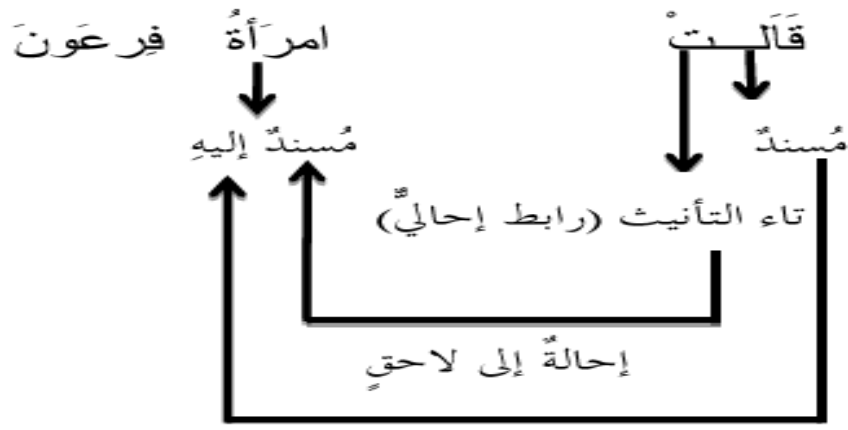 قَالَــتْ امرَأةُ فِرعَونَ
مُسندٌ مُسندٌ إليهِ
تاء التأنيث (رابط إحاليٌّ)
إحالةٌ إلى لاحقٍ